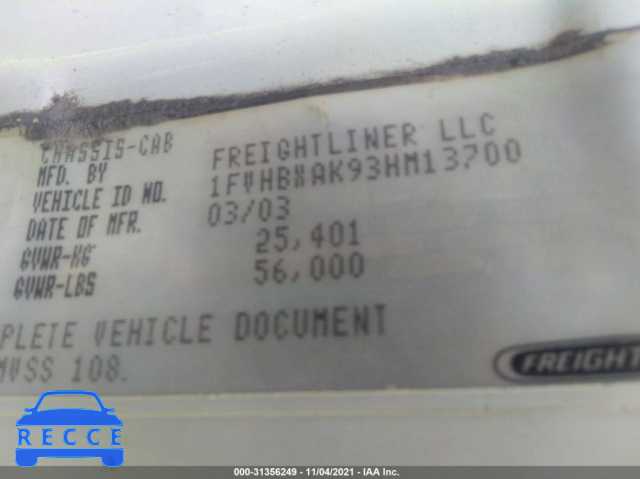 CHASSIS-CAB
MFD. BY FREIGHTLINER LLC
VEHICLE ID NO. 1FVHBXAK93HM13700
DATE OF MFR. 03/03
GVWR-KG 25,401
GVWR-LBS 56,000
PLETE VEHICLE DOCUMENT
MVSS 108.
FREIGHT
RECCE
000-31356249 - 11/04/2021 - IAA Inc.